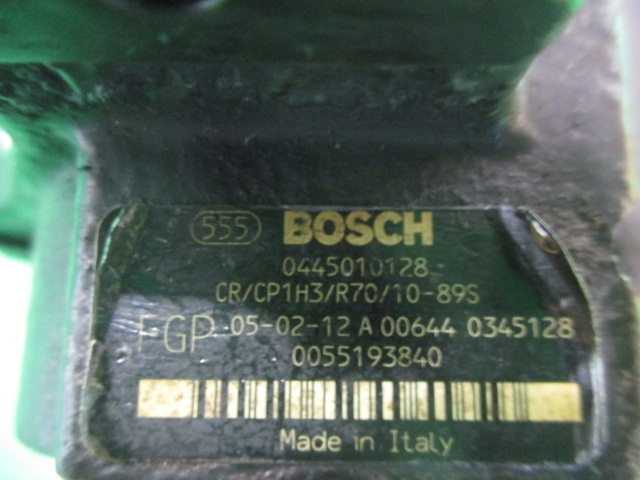 555 BOSCH
0445010128
CR/CP1H3/R70/10-89S
FGP 05-02-12 A 00644 0345128
0055193840
Made in Italy